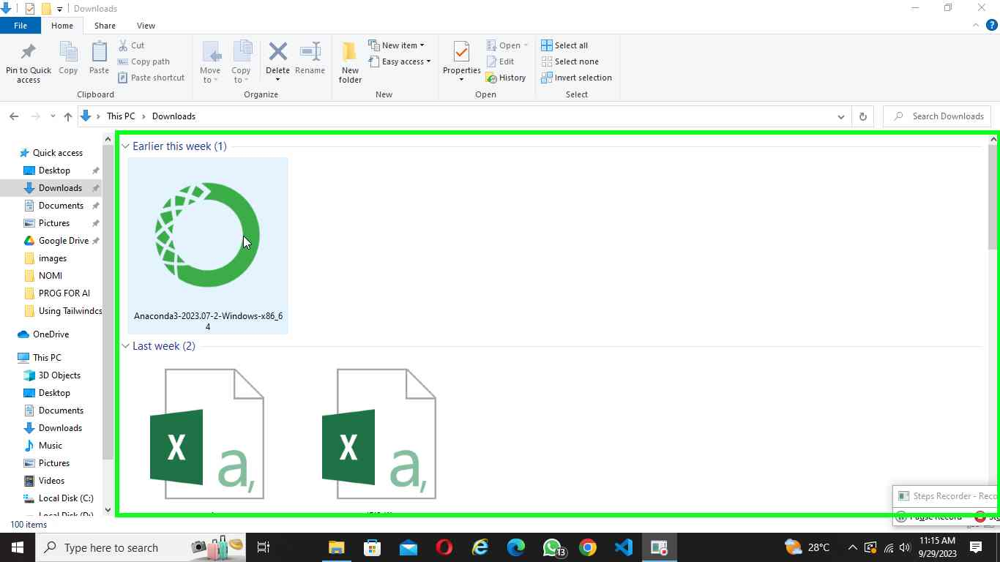 Downloads
File Home Share View
Pin to Quick access
Copy
Paste
Cut
Copy path
Paste shortcut
Clipboard
Move to
Copy to
Delete
Rename
Organize
New folder
New item
Easy access
New
Properties
Open
Edit
History
Open
Select all
Select none
Invert selection
Select
This PC > Downloads
Search Downloads
Quick access
Desktop
Downloads
Documents
Pictures
Google Drive
images
NOMI
PROG FOR AI
Using Tailwindcs
OneDrive
This PC
3D Objects
Desktop
Documents
Downloads
Music
Pictures
Videos
Local Disk (C:)
Local Disk (D:)
Earlier this week (1)
Anaconda3-2023.07-2-Windows-x86_6
4
Last week (2)
X a,
X a,
Steps Recorder - Reco
Pause Record
100 items
Type here to search
13
28°C
11:15 AM
9/29/2023